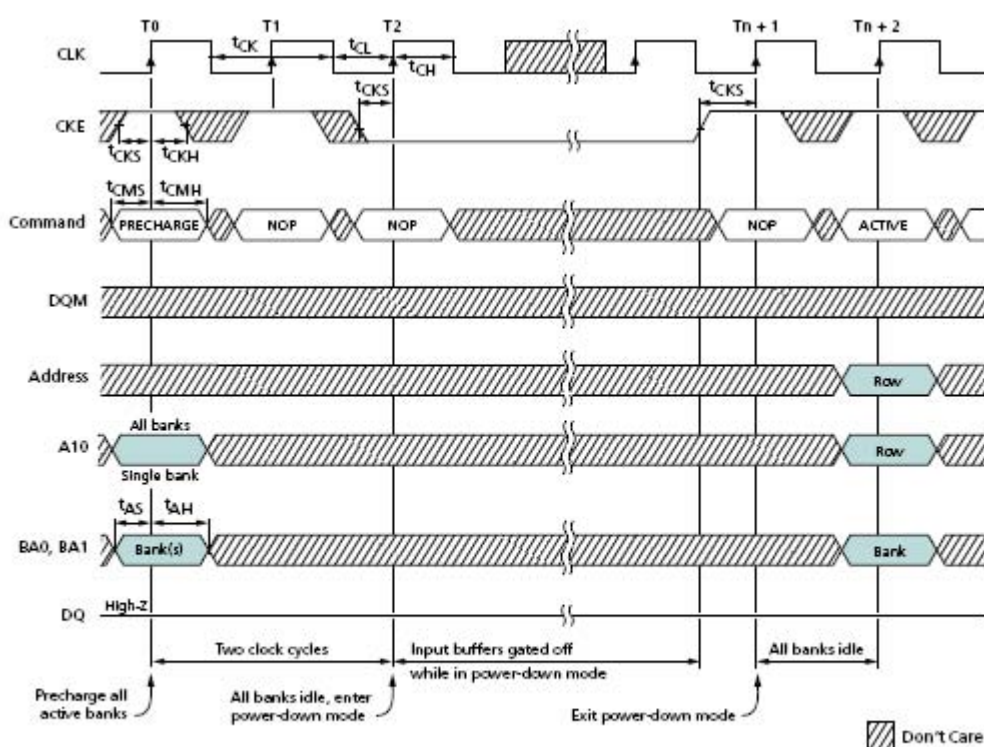 T0 T1 T2 Tn + 1 Tn + 2
CLK tCK tCL tCH
tCKS tCKS
CKE
tCKS tCKH
tCMS tCMH
Command PRECHARGE NOP NOP NOP ACTIVE
DQM
Address Row
All banks
A10 Row
Single bank
tAS tAH
BA0, BA1 Bank(s) Bank
High-Z
DQ
Two clock cycles Input buffers gated off All banks idle
while in power-down mode
Precharge all All banks idle, enter Exit power-down mode
active banks power-down mode
Don't Care